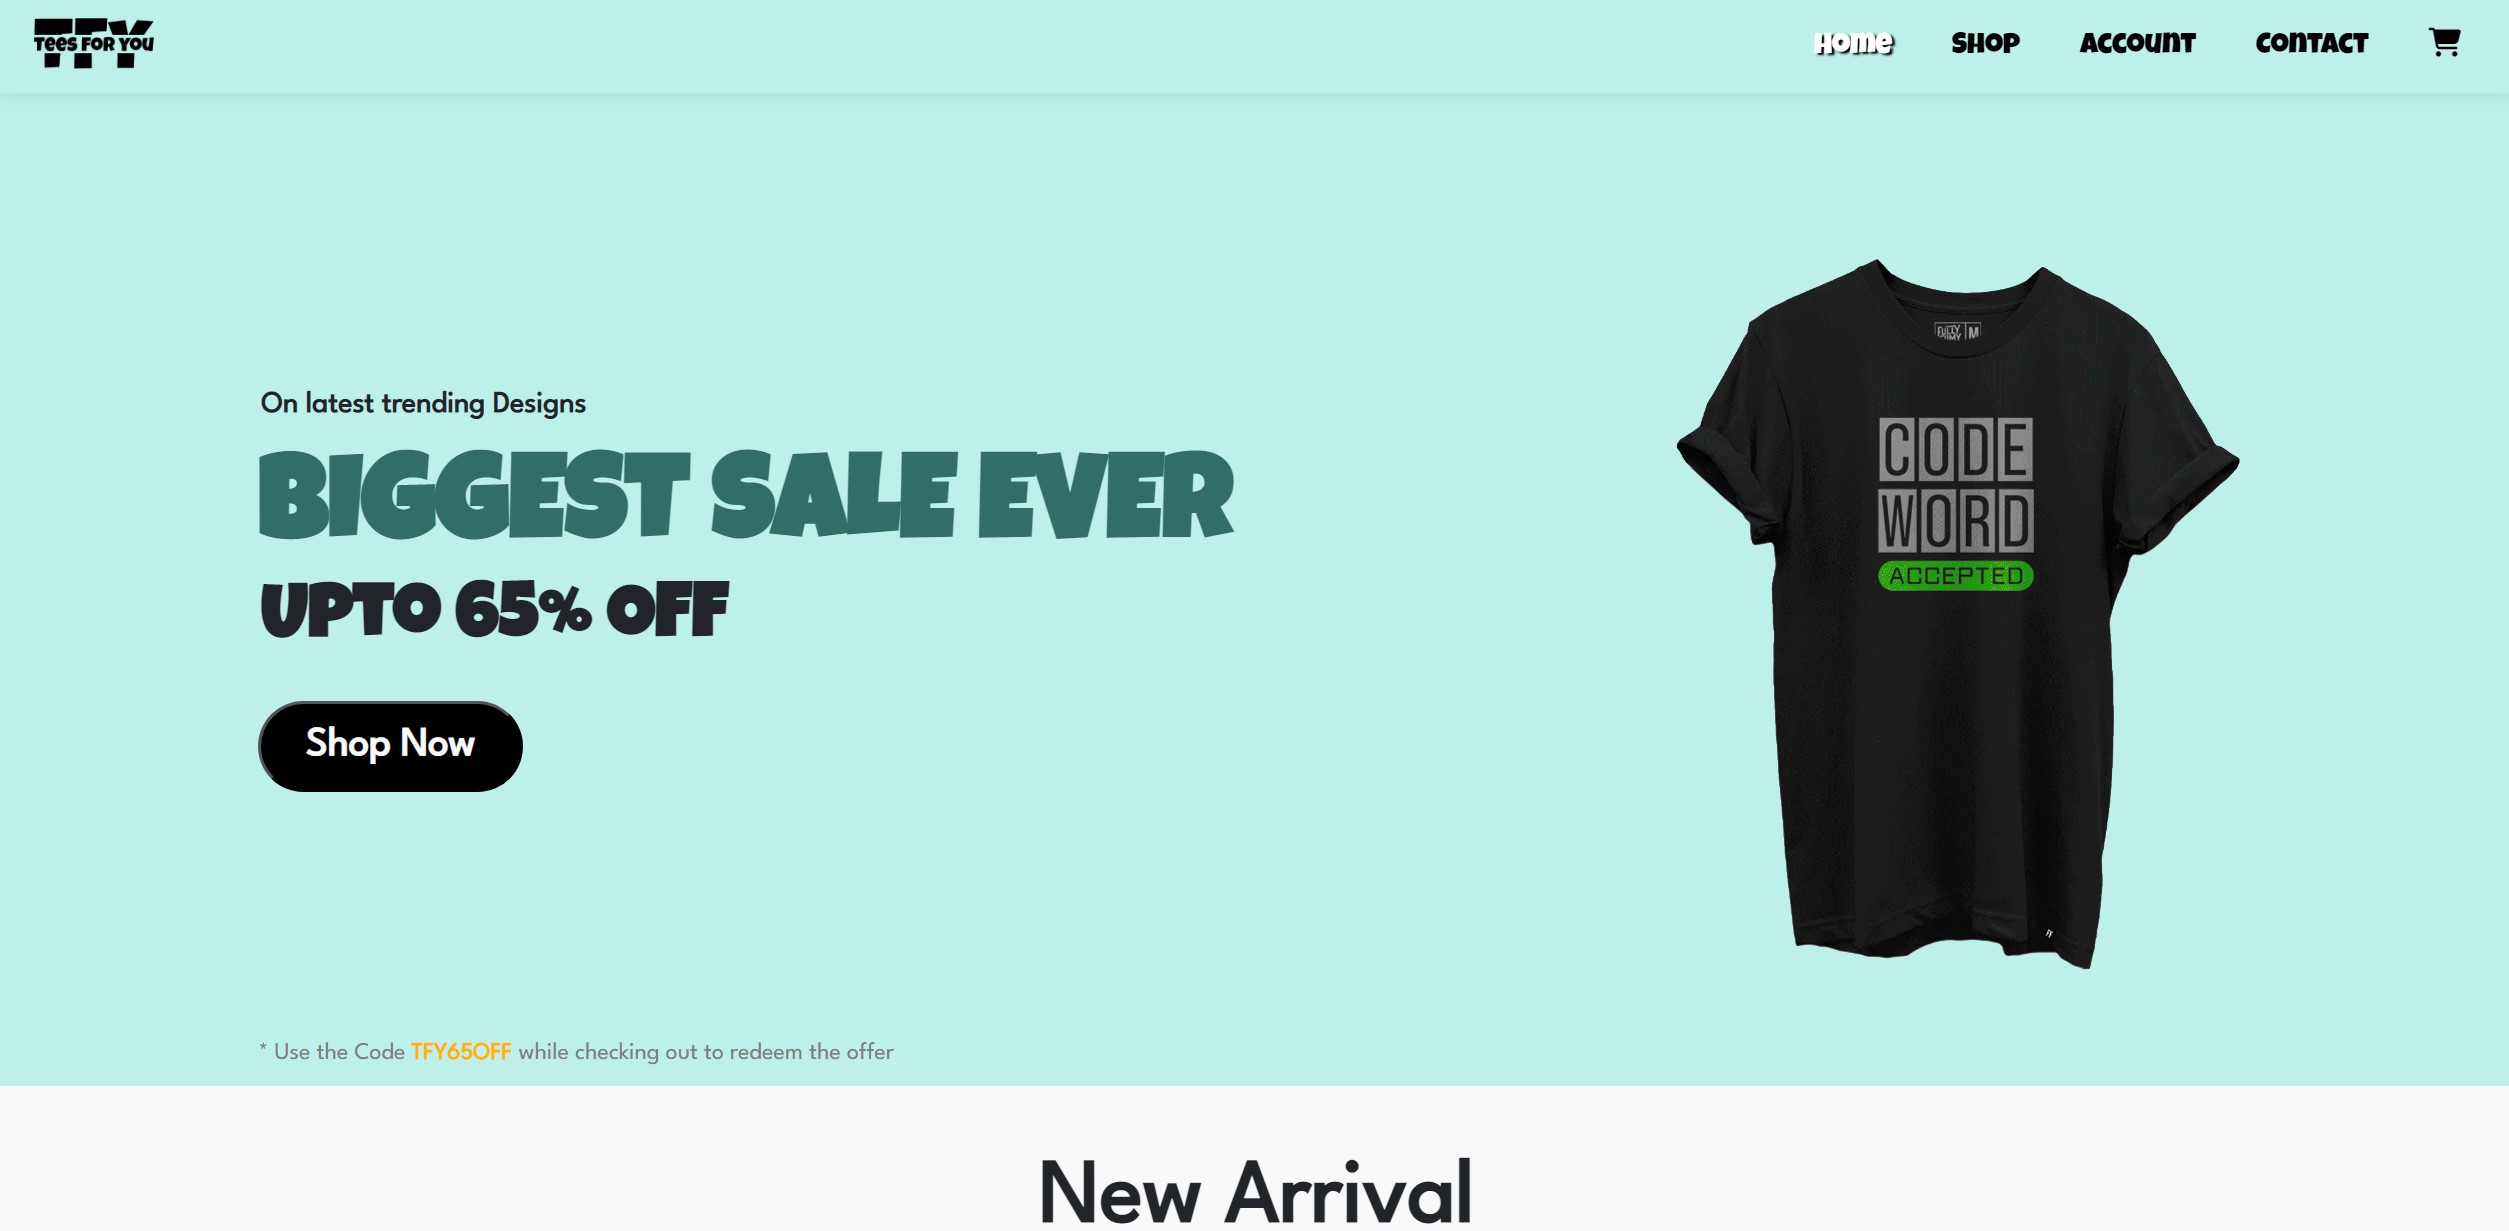 TFY
Tees For You
Home SHOP ACCOUNT CONTACT
On latest trending Designs
BIGGEST SALE EVER
UPTO 65% OFF
Shop Now
M
CODE
WORD
ACCEPTED
* Use the Code TFY65OFF while checking out to redeem the offer
New Arrival